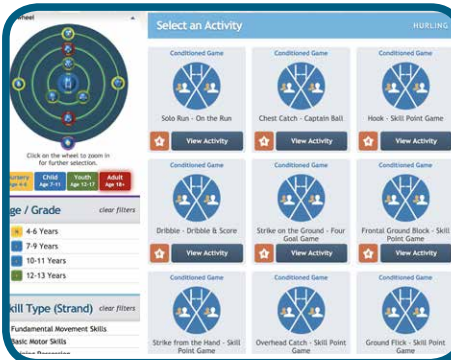 wheel
Click on the wheel to zoom in
for further selection.
Nursery
Age 4-6
Child
Age 7-11
Youth
Age 12-17
Adult
Age 18+
ge / Grade clear filters
4-6 Years
7-9 Years
10-11 Years
12-13 Years
kill Type (Strand) clear filters
Fundamental Movement Skills
Basic Motor Skills
Select an Activity HURLING
Conditioned Game
Solo Run - On the Run
View Activity
Conditioned Game
Chest Catch - Captain Ball
View Activity
Conditioned Game
Hook - Skill Point Game
View Activity
Conditioned Game
Dribble - Dribble & Score
View Activity
Conditioned Game
Strike on the Ground - Four
Goal Game
View Activity
Conditioned Game
Frontal Ground Block - Skill
Point Game
View Activity
Conditioned Game
Strike from the Hand - Skill
Point Game
Conditioned Game
Overhead Catch - Skill Point
Game
Conditioned Game
Ground Flick - Skill Point
Game